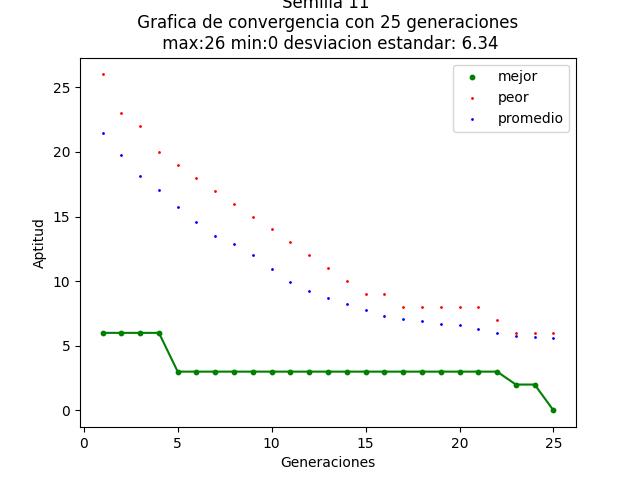 Semilla 11
Grafica de convergencia con 25 generaciones
max:26 min:0 desviacion estandar: 6.34
mejor
peor
promedio
25
20
15
10
5
0
Aptitud
0 5 10 15 20 25
Generaciones